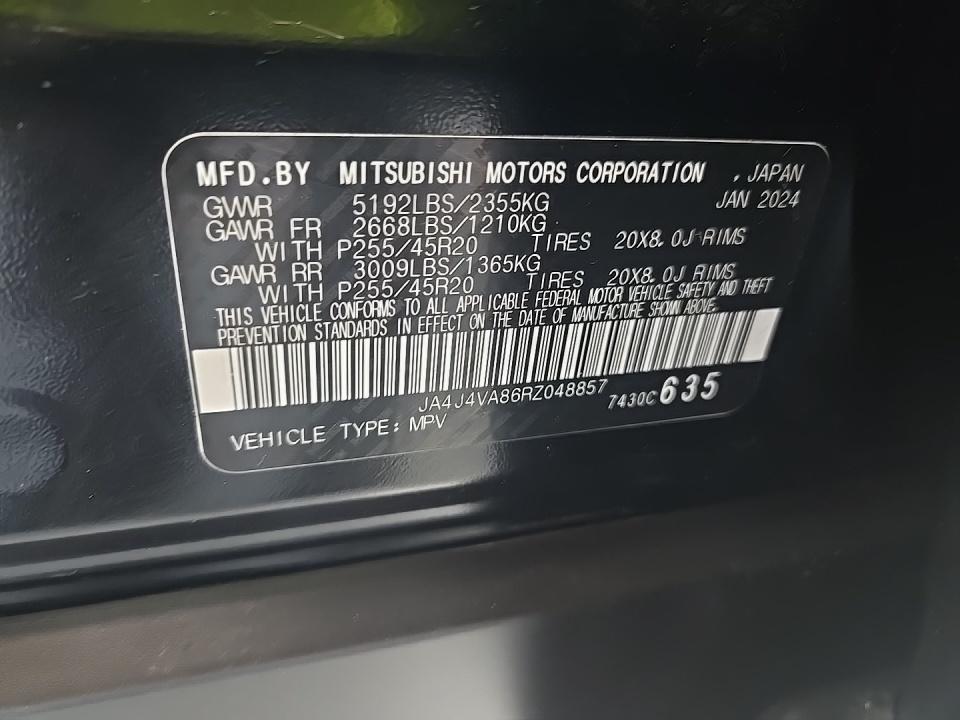 MFD.BY MITSUBISHI MOTORS CORPORATION , JAPAN
GVWR 5192LBS/2355KG JAN 2024
GAWR FR 2668LBS/1210KG
WITH P255/45R20 TIRES 20X8.0J RIMS
GAWR RR 3009LBS/1365KG
WITH P255/45R20 TIRES 20X8.0J RIMS
THIS VEHICLE CONFORMS TO ALL APPLICABLE FEDERAL MOTOR VEHICLE SAFETY AND THEFT
PREVENTION STANDARDS IN EFFECT ON THE DATE OF MANUFACTURE SHOWN ABOVE.
JA4J4VA86RZ048857 7430C635
VEHICLE TYPE: MPV